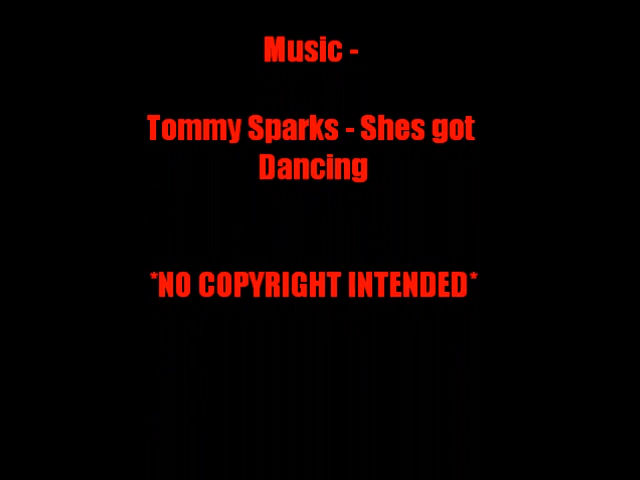 Music -
Tommy Sparks - Shes got
Dancing
*NO COPYRIGHT INTENDED*